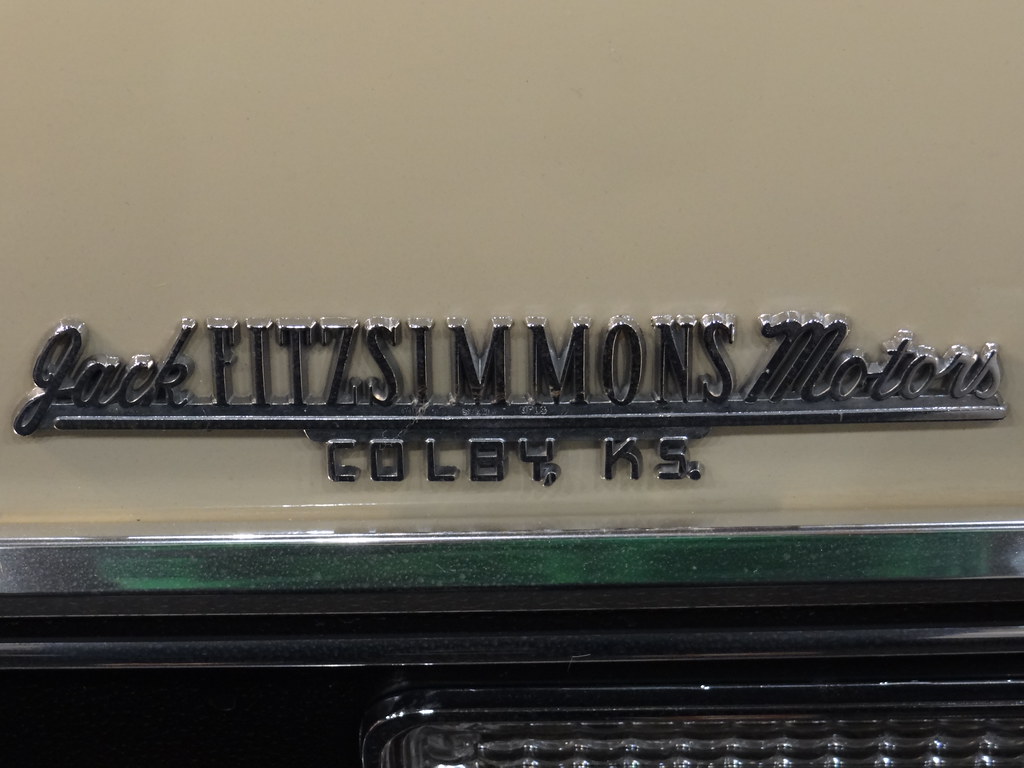 Jack FITZSIMMONS Motors
COLBY, KS.